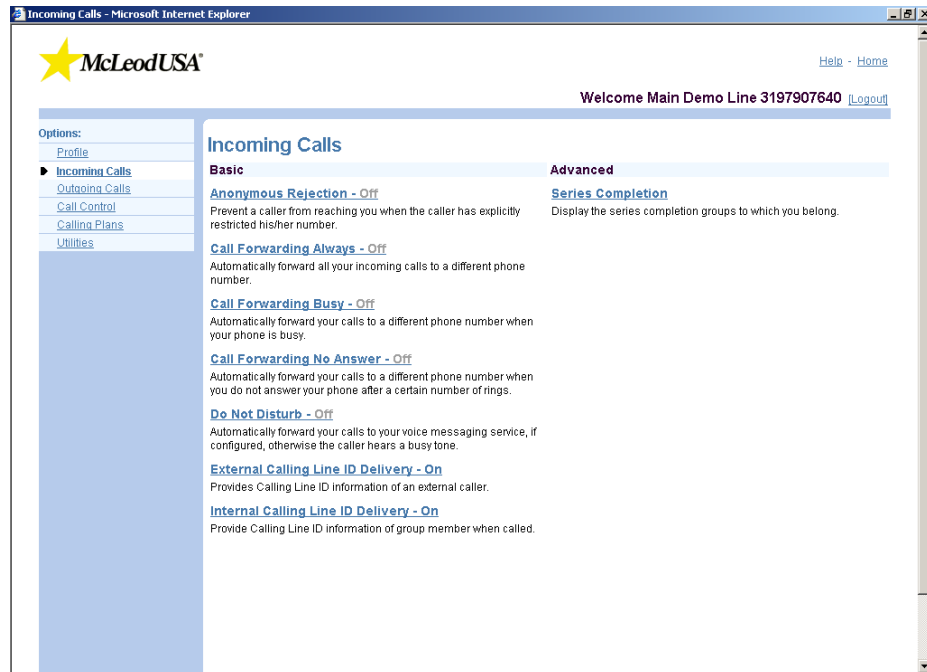 Incoming Calls - Microsoft Internet Explorer
McLeodUSA®
Help - Home
Welcome Main Demo Line 3197907640 [Logout]
Options:
Profile
Incoming Calls
Outgoing Calls
Call Control
Calling Plans
Utilities
Incoming Calls
Basic
Anonymous Rejection - Off
Prevent a caller from reaching you when the caller has explicitly
restricted his/her number.
Call Forwarding Always - Off
Automatically forward all your incoming calls to a different phone
number.
Call Forwarding Busy - Off
Automatically forward your calls to a different phone number when
your phone is busy.
Call Forwarding No Answer - Off
Automatically forward your calls to a different phone number when
you do not answer your phone after a certain number of rings.
Do Not Disturb - Off
Automatically forward your calls to your voice messaging service, if
configured, otherwise the caller hears a busy tone.
External Calling Line ID Delivery - On
Provides Calling Line ID information of an external caller.
Internal Calling Line ID Delivery - On
Provide Calling Line ID information of group member when called.
Advanced
Series Completion
Display the series completion groups to which you belong.